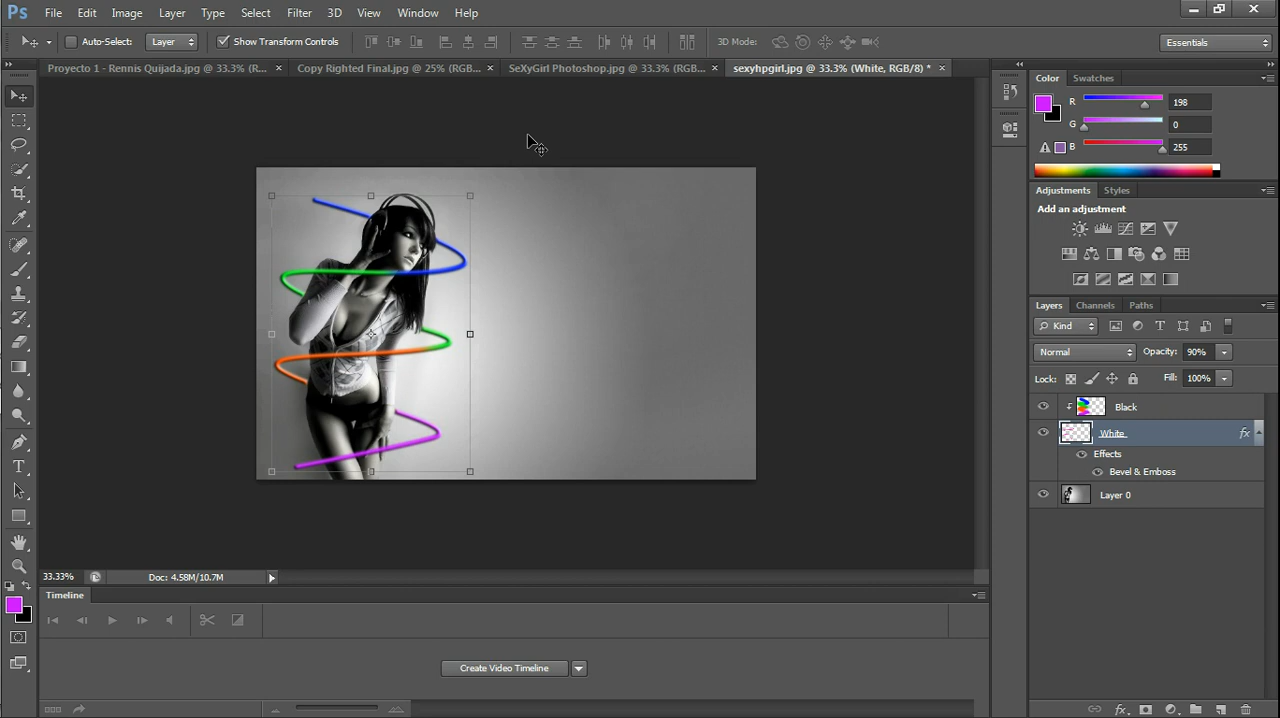 Ps File Edit Image Layer Type Select Filter 3D View Window Help
Auto-Select: Layer Show Transform Controls 3D Mode: Essentials
Proyecto 1 - Rennis Quijada.jpg @ 33.3% (R... × Copy Righted Final.jpg @ 25% (RGB... × SeXyGirl Photoshop.jpg @ 33.3% (RGB... × sexyhpgirl.jpg @ 33.3% (White, RGB/8) * ×
Color Swatches
R 198
G 0
B 255
Adjustments Styles
Add an adjustment
Layers Channels Paths
Kind
Normal Opacity: 90%
Lock: Fill: 100%
Black
White fx
Effects
Bevel & Emboss
Layer 0
33.33% Doc: 4.58M/10.7M
Timeline
Create Video Timeline
fx